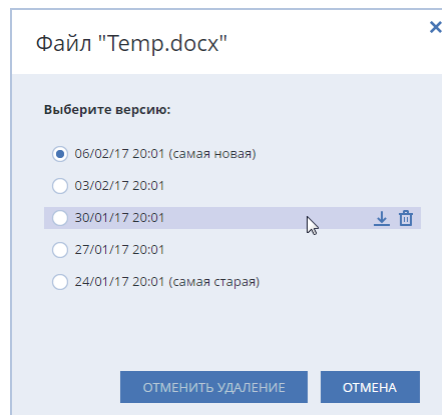 Файл "Temp.docx"
Выберите версию:
06/02/17 20:01 (самая новая)
03/02/17 20:01
30/01/17 20:01
27/01/17 20:01
24/01/17 20:01 (самая старая)
ОТМЕНИТЬ УДАЛЕНИЕ ОТМЕНА